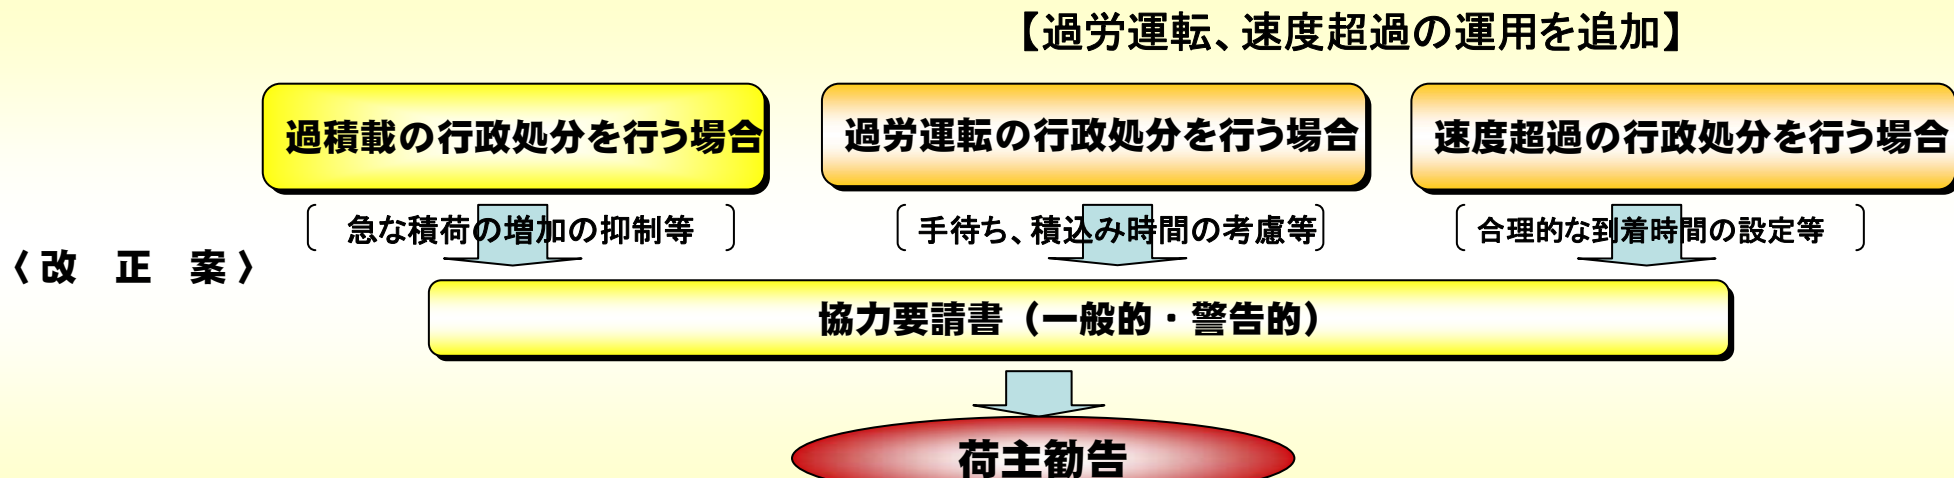 【過労運転、速度超過の運用を追加】
過積載の行政処分を行う場合
過労運転の行政処分を行う場合
速度超過の行政処分を行う場合
急な積荷の増加の抑制等
手待ち、積込み時間の考慮等
合理的な到着時間の設定等
〈改　正　案〉
協力要請書（一般的・警告的）
荷主勧告